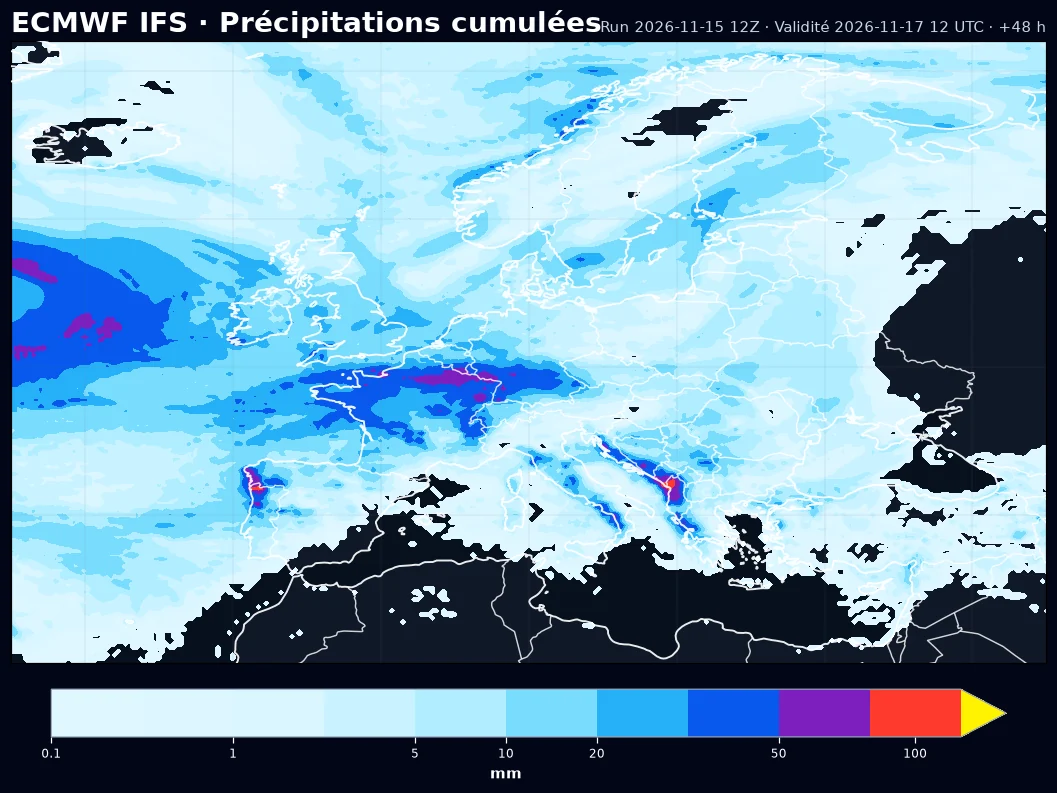 ECMWF IFS · Précipitations cumulées
Run 2026-11-15 12Z · Validité 2026-11-17 12 UTC · +48 h
0.1 1 5 10 20 50 100
mm